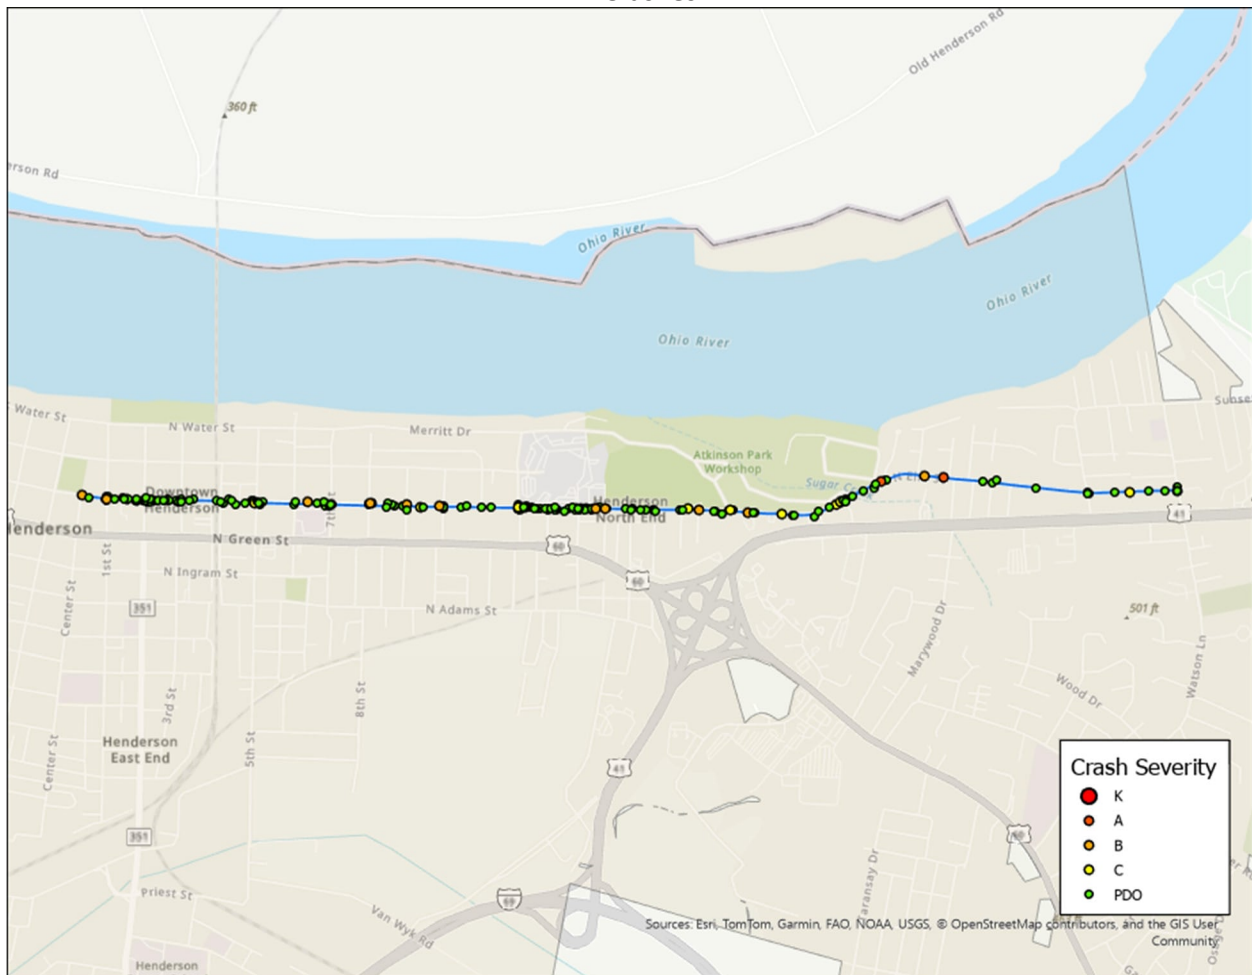 Old Henderson Rd
360 ft
erson Rd
Ohio River
Ohio River
Ohio River
Water St
N Water St
Merritt Dr
Sunse
Atkinson Park
Workshop
Sugar C
Downtown
Henderson
7th
Henderson
North End
41
Henderson
N Green St
60
1st St
N Ingram St
60
Center St
351
N Adams St
501 ft
Marywood Dr
Watson Ln
Wood Dr
3rd St
8th St
5th St
Center St
Henderson
East End
41
Crash Severity
K
A
B
C
PDO
351
60
Priest St
69
Van Wyk Rd
Sources: Esri, TomTom, Garmin, FAO, NOAA, USGS, © OpenStreetMap contributors, and the GIS User
Community
Henderson